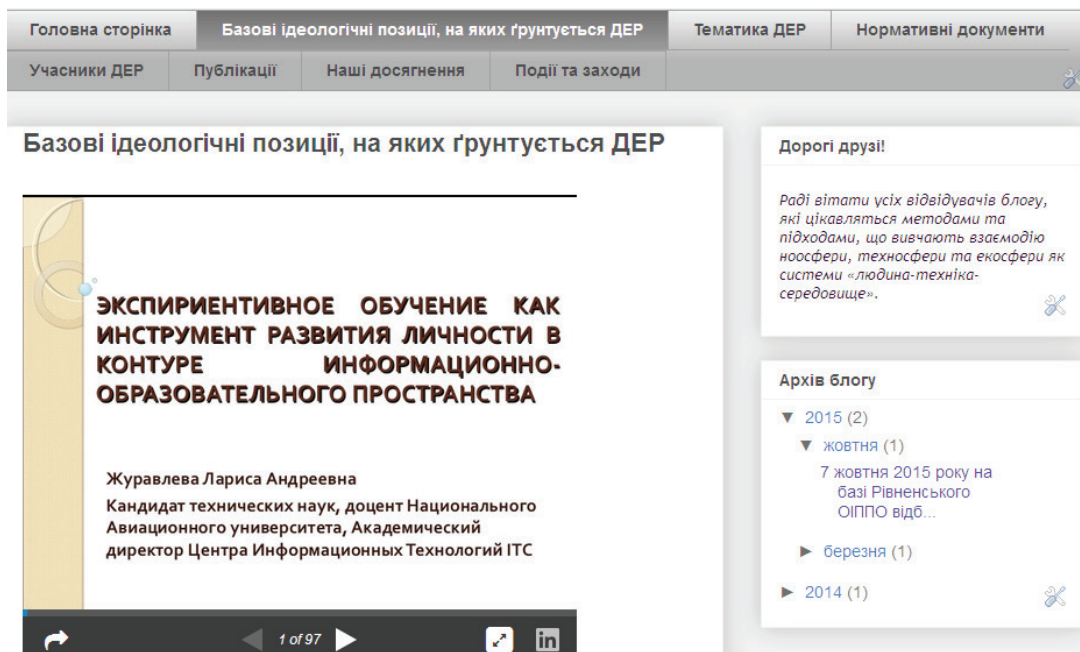 Головна сторінка
Базові ідеологічні позиції, на яких ґрунтується ДЕР
Тематика ДЕР
Нормативні документи
Учасники ДЕР
Публікації
Наші досягнення
Події та заходи
Базові ідеологічні позиції, на яких ґрунтується ДЕР
ЭКСПИРИЕНТИВНОЕ ОБУЧЕНИЕ КАК
ИНСТРУМЕНТ РАЗВИТИЯ ЛИЧНОСТИ В
КОНТУРЕ ИНФОРМАЦИОННО-
ОБРАЗОВАТЕЛЬНОГО ПРОСТРАНСТВА
Журавлева Лариса Андреевна
Кандидат технических наук, доцент Национального
Авиационного университета, Академический
директор Центра Информационных Технологий ITC
1 of 97
in
Дорогі друзі!
Раді вітати усіх відвідувачів блогу,
які цікавляться методами та
підходами, що вивчають взаємодію
ноосфери, техносфери та екосфери як
системи «людина-техніка-
середовище».
Архів блогу
▼ 2015 (2)
▼ жовтня (1)
7 жовтня 2015 року на
базі Рівненського
ОІППО відб...
► березня (1)
► 2014 (1)